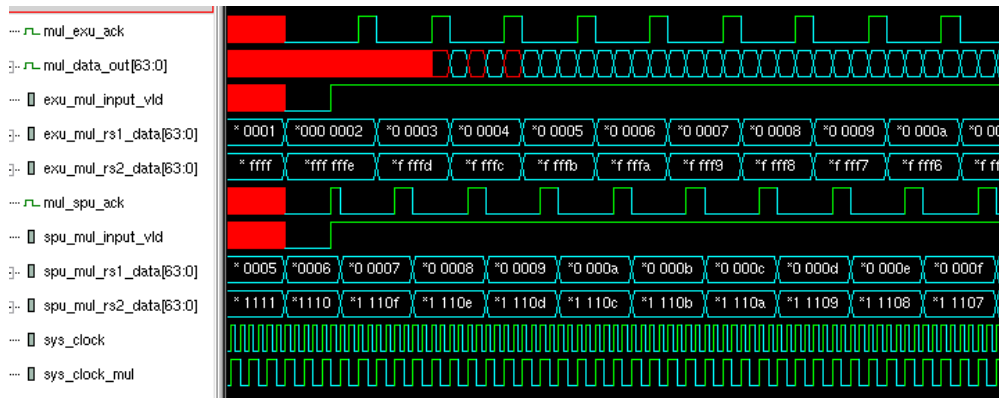 mul_exu_ack
mul_data_out[63:0]
exu_mul_input_vld
exu_mul_rs1_data[63:0] * 0001 *000 0002 *0 0003 *0 0004 *0 0005 *0 0006 *0 0007 *0 0008 *0 0009 *0 000a *0 00
exu_mul_rs2_data[63:0] * ffff *fff fffe *f fffd *f fffc *f fffb *f fffa *f fff9 *f fff8 *f fff7 *f fff6 *f ff
mul_spu_ack
spu_mul_input_vld
spu_mul_rs1_data[63:0] * 0005 *0006 *0 0007 *0 0008 *0 0009 *0 000a *0 000b *0 000c *0 000d *0 000e *0 000f
spu_mul_rs2_data[63:0] * 1111 *1110 *1 110f *1 110e *1 110d *1 110c *1 110b *1 110a *1 1109 *1 1108 *1 1107
sys_clock
sys_clock_mul